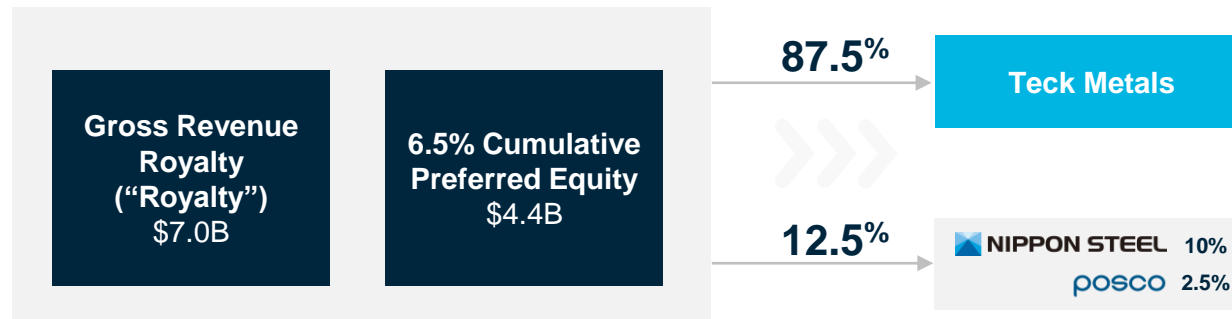 Gross Revenue
Royalty
(“Royalty”)
$7.0B
6.5% Cumulative
Preferred Equity
$4.4B
87.5%
Teck Metals
12.5%
NIPPON STEEL 10%
posco 2.5%